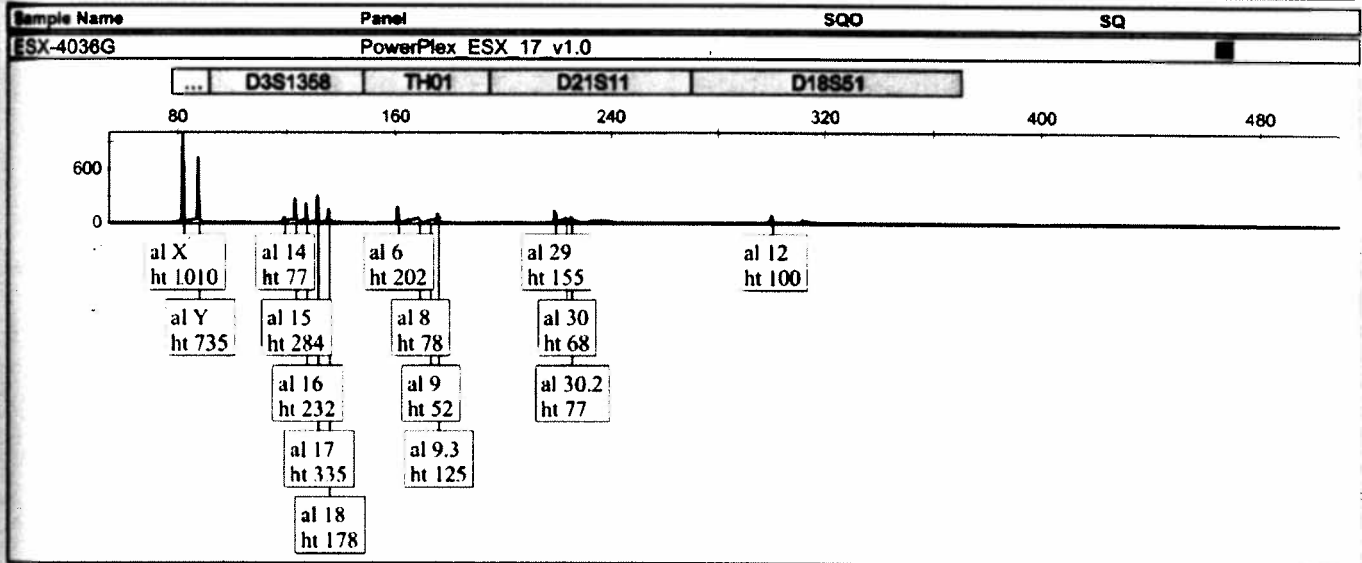 Sample Name Panel SQO SQ
ESX-4036G PowerPlex_ESX_17_v1.0
... D3S1358 TH01 D21S11 D18S51
80 160 240 320 400 480
600
0
al X
ht 1010
al Y
ht 735
al 14
ht 77
al 15
ht 284
al 16
ht 232
al 17
ht 335
al 18
ht 178
al 6
ht 202
al 8
ht 78
al 9
ht 52
al 9.3
ht 125
al 29
ht 155
al 30
ht 68
al 30.2
ht 77
al 12
ht 100